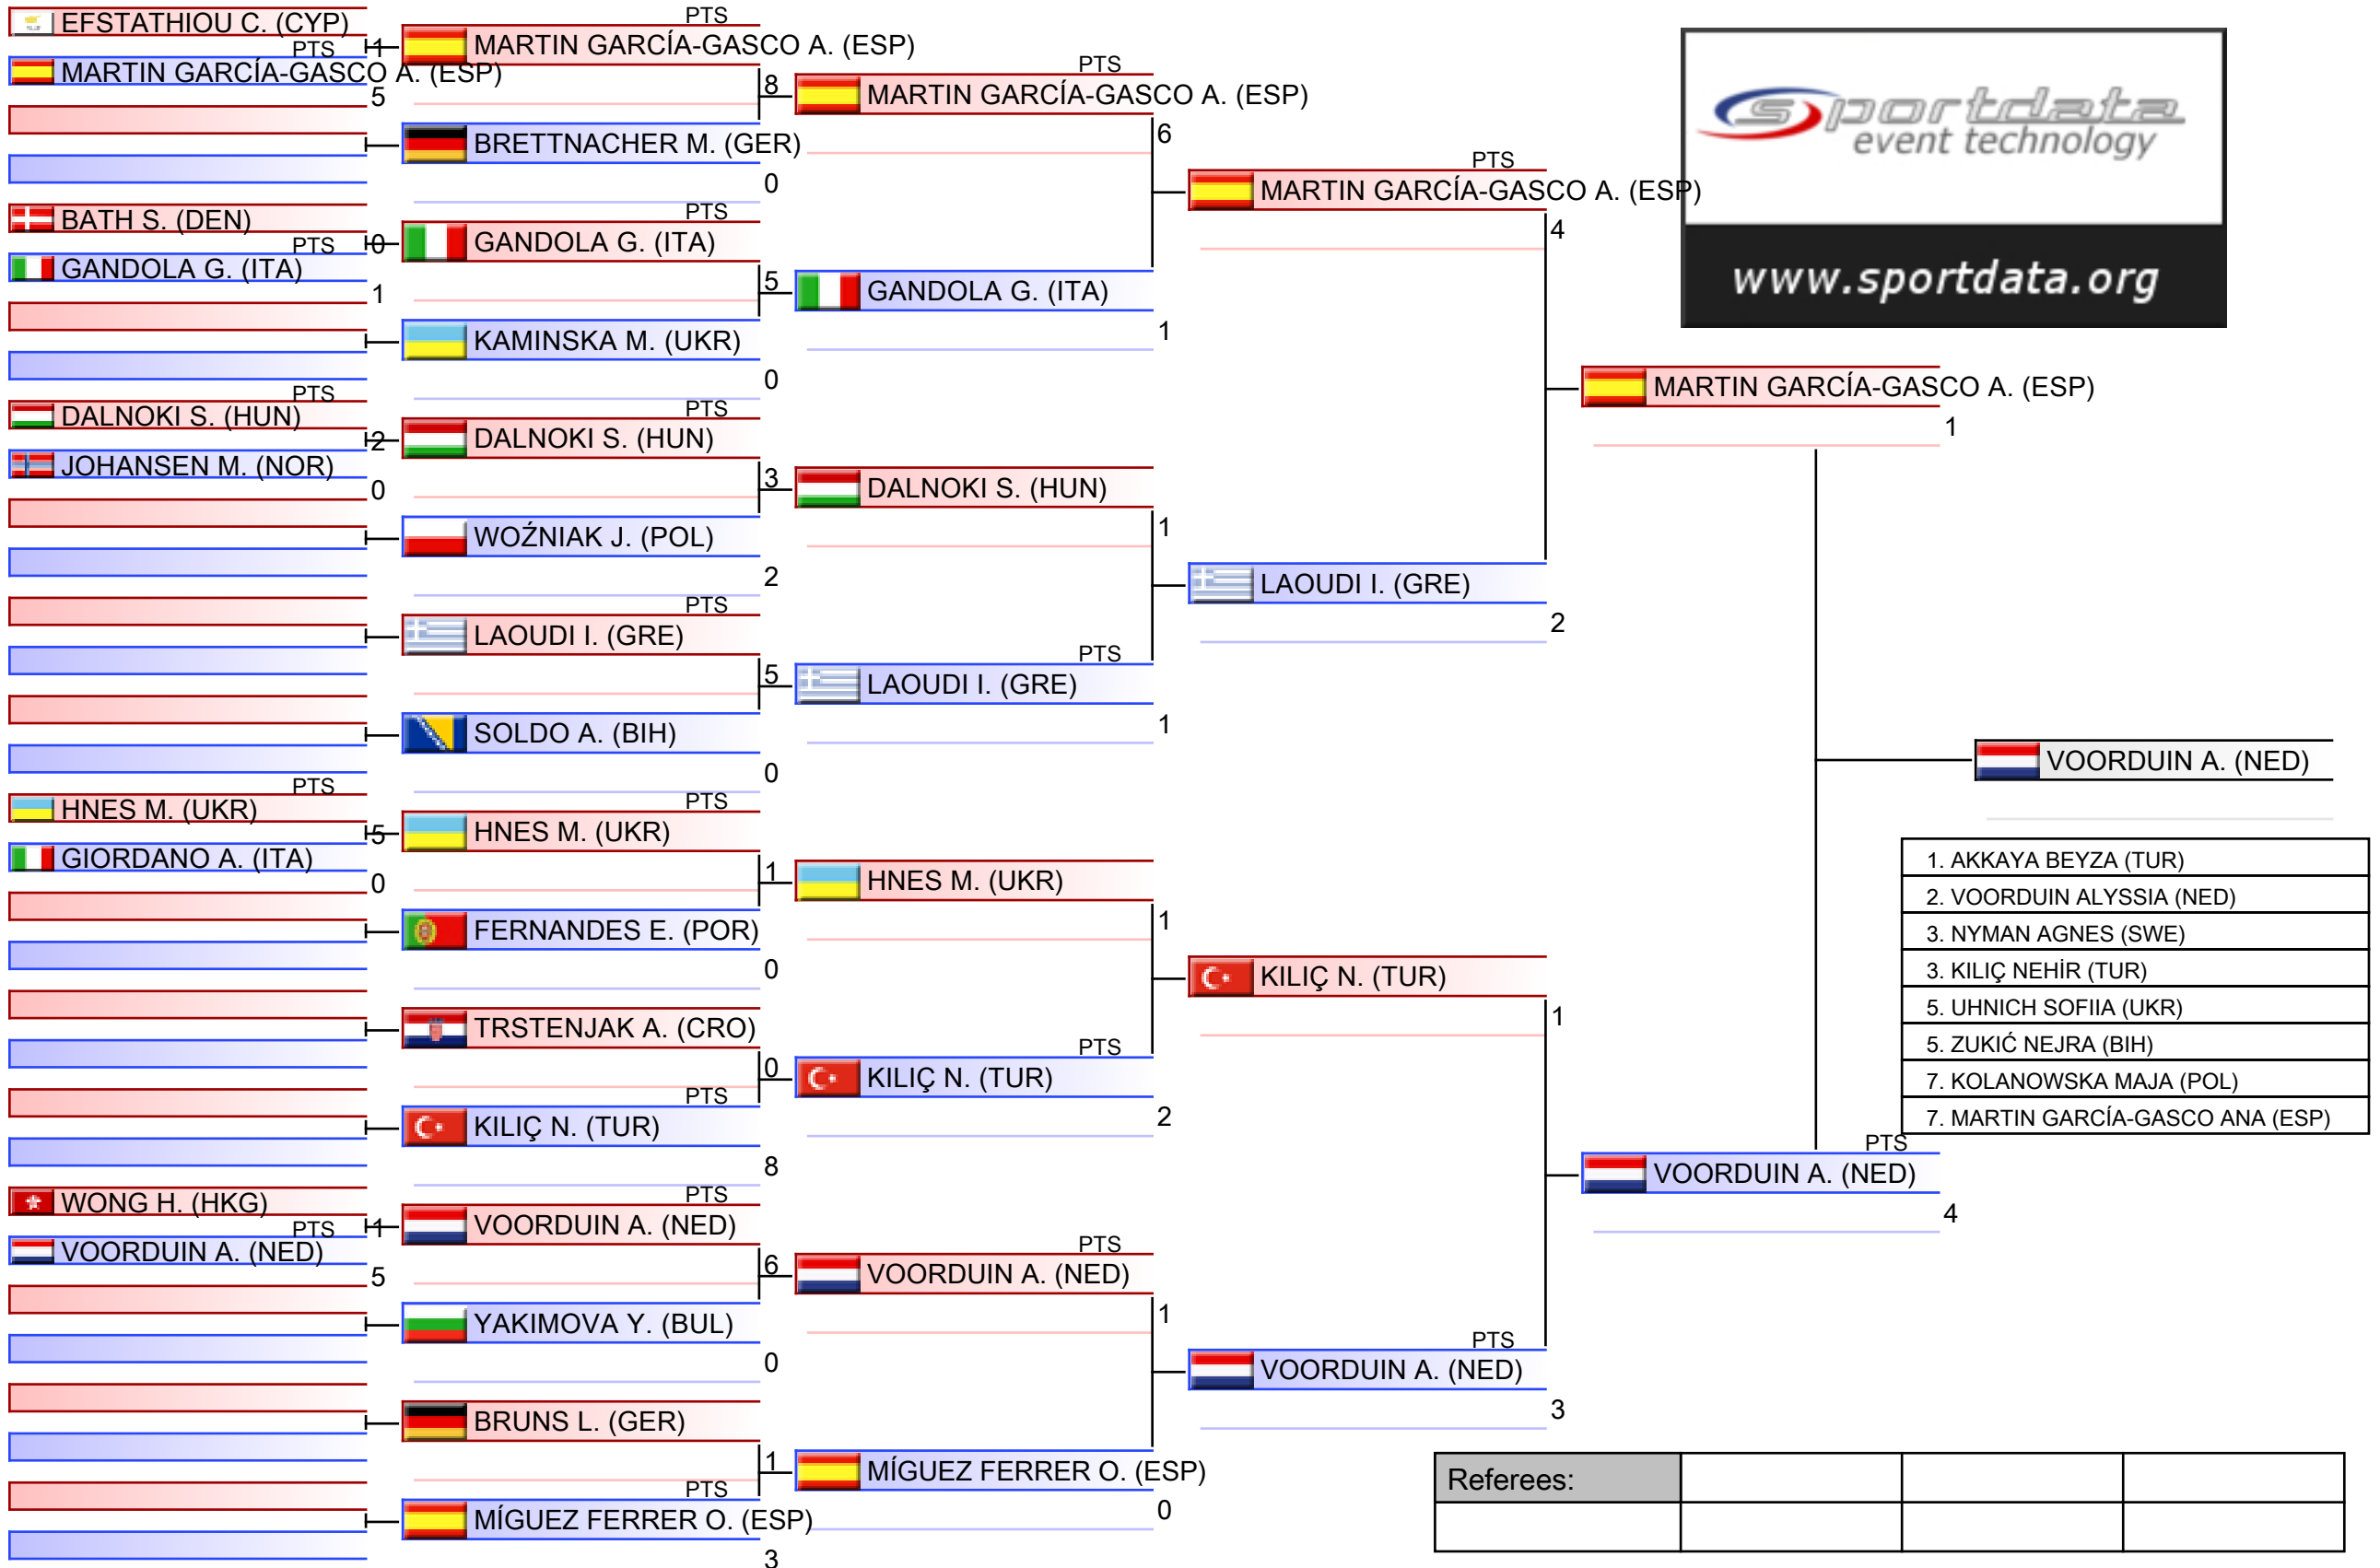 EFSTATHIOU C. (CYP)
PTS 1
MARTIN GARCÍA-GASCO A. (ESP)
5
BATH S. (DEN)
PTS 0
GANDOLA G. (ITA)
1
PTS
DALNOKI S. (HUN)
2
JOHANSEN M. (NOR)
0
PTS
HNES M. (UKR)
5
GIORDANO A. (ITA)
0
WONG H. (HKG)
PTS 1
VOORDUIN A. (NED)
5
PTS
MARTIN GARCÍA-GASCO A. (ESP)
8
BRETTNACHER M. (GER)
0
PTS
GANDOLA G. (ITA)
5
KAMINSKA M. (UKR)
0
PTS
DALNOKI S. (HUN)
3
WOŹNIAK J. (POL)
2
PTS
LAOUDI I. (GRE)
5
SOLDO A. (BIH)
0
PTS
HNES M. (UKR)
1
FERNANDES E. (POR)
0
TRSTENJAK A. (CRO)
0
PTS
KILIÇ N. (TUR)
8
PTS
VOORDUIN A. (NED)
6
YAKIMOVA Y. (BUL)
0
BRUNS L. (GER)
1
PTS
MÍGUEZ FERRER O. (ESP)
3
PTS
MARTIN GARCÍA-GASCO A. (ESP)
6
GANDOLA G. (ITA)
1
DALNOKI S. (HUN)
1
PTS
LAOUDI I. (GRE)
1
HNES M. (UKR)
1
PTS
KILIÇ N. (TUR)
2
PTS
VOORDUIN A. (NED)
1
MÍGUEZ FERRER O. (ESP)
0
PTS
MARTIN GARCÍA-GASCO A. (ESP)
4
LAOUDI I. (GRE)
2
KILIÇ N. (TUR)
1
PTS
VOORDUIN A. (NED)
3
MARTIN GARCÍA-GASCO A. (ESP)
1
PTS
VOORDUIN A. (NED)
4
VOORDUIN A. (NED)
sportdata
event technology
www.sportdata.org
1. AKKAYA BEYZA (TUR)
2. VOORDUIN ALYSSIA (NED)
3. NYMAN AGNES (SWE)
3. KILIÇ NEHİR (TUR)
5. UHNICH SOFIIA (UKR)
5. ZUKIĆ NEJRA (BIH)
7. KOLANOWSKA MAJA (POL)
7. MARTIN GARCÍA-GASCO ANA (ESP)
Referees: